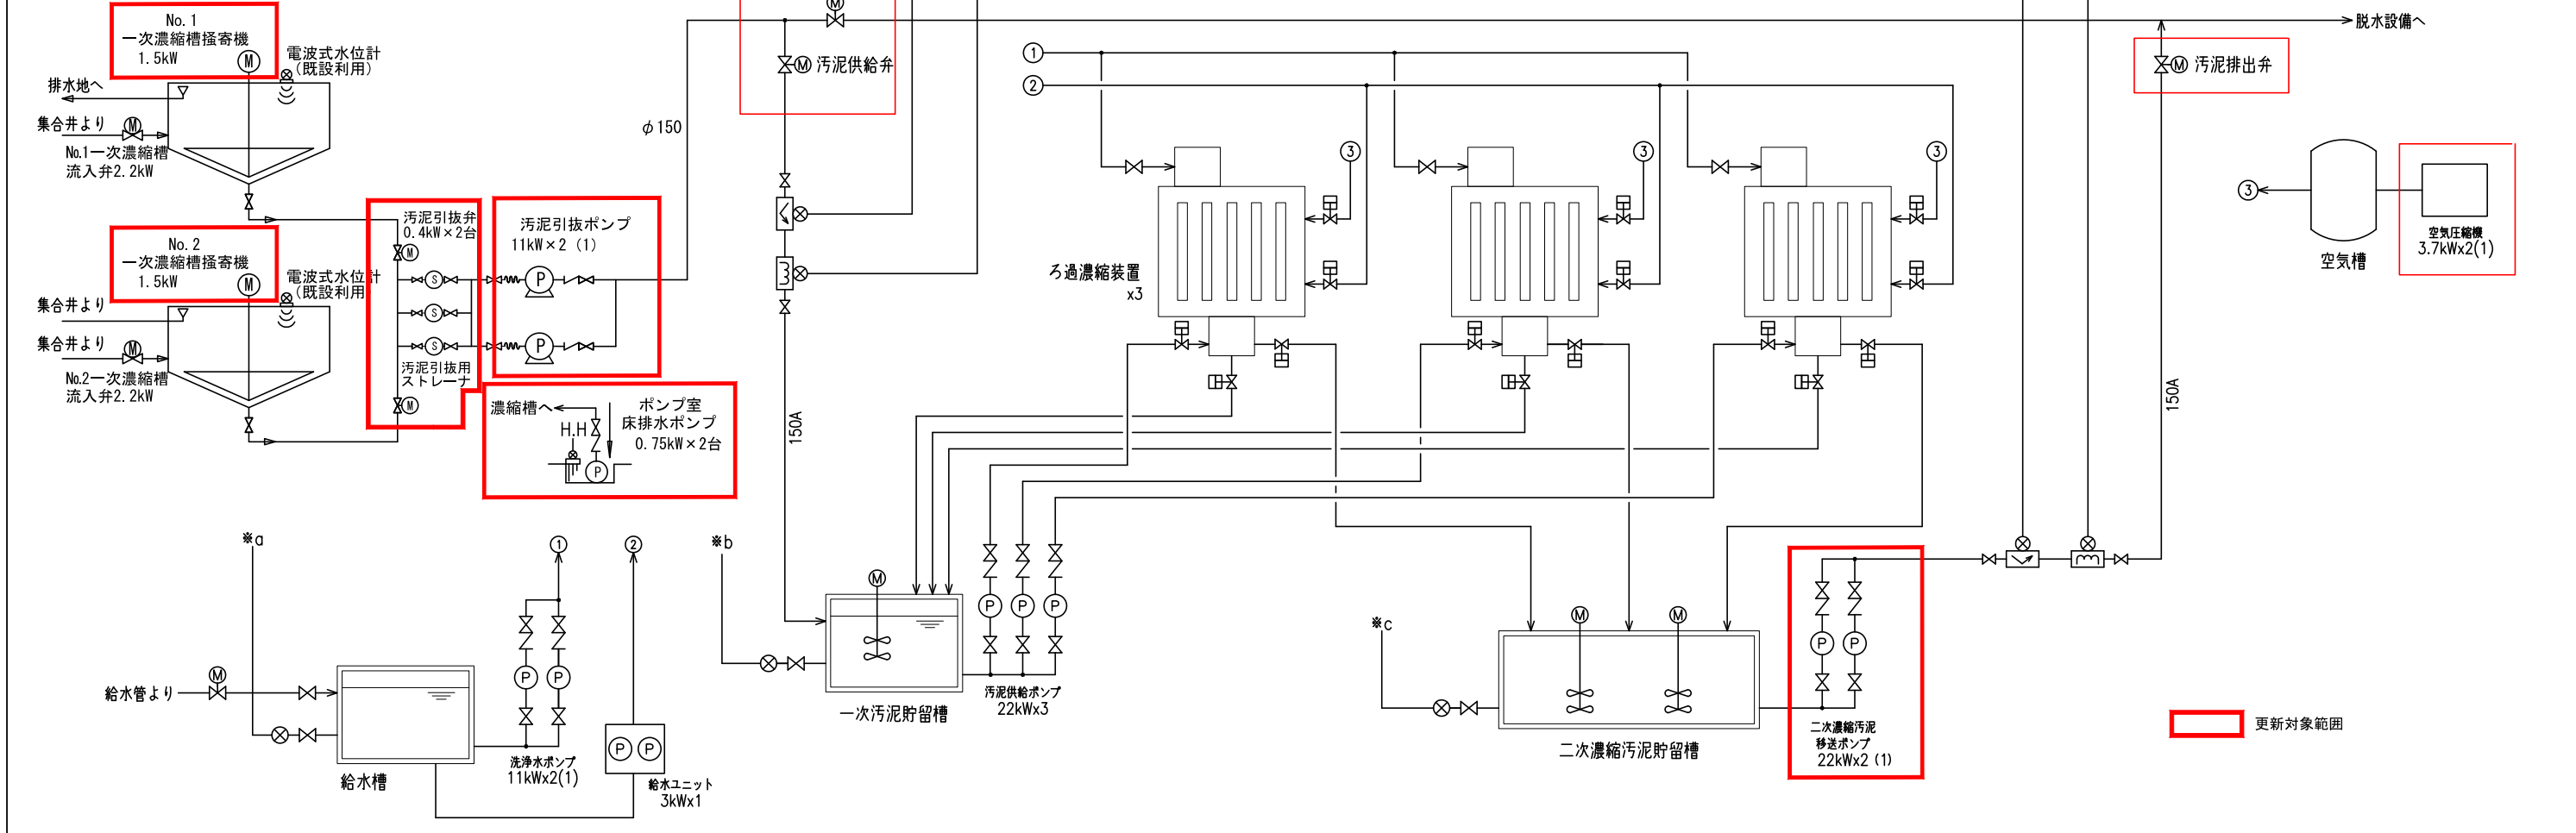 No. 1
一次濃縮槽掻寄機
1.5kW
M
電波式水位計
（既設利用）
排水地へ
集合井より
M
No.1一次濃縮槽
流入弁2.2kW
No. 2
一次濃縮槽掻寄機
1.5kW
M
電波式水位計
（既設利用）
集合井より
集合井より
M
No.2一次濃縮槽
流入弁2.2kW
汚泥引抜弁
0.4kW×2台
M
S
S
S
汚泥引抜用
ストレーナ
M
汚泥引抜ポンプ
11kW×2 (1)
P
P
φ150
濃縮槽へ
H.H
P
ポンプ室
床排水ポンプ
0.75kW×2台
M
M 汚泥供給弁
脱水設備へ
M 汚泥排出弁
1
2
3
3
3
ろ過濃縮装置
x3
3
空気槽
空気圧縮機
3.7kWx2(1)
150A
150A
※a
給水管より
M
給水槽
1
2
P
P
洗浄水ポンプ
11kWx2(1)
P
P
給水ユニット
3kWx1
※b
M
一次汚泥貯留槽
P
P
P
汚泥供給ポンプ
22kWx3
※c
M
M
二次濃縮汚泥貯留槽
P
P
二次濃縮汚泥
移送ポンプ
22kWx2 (1)
更新対象範囲